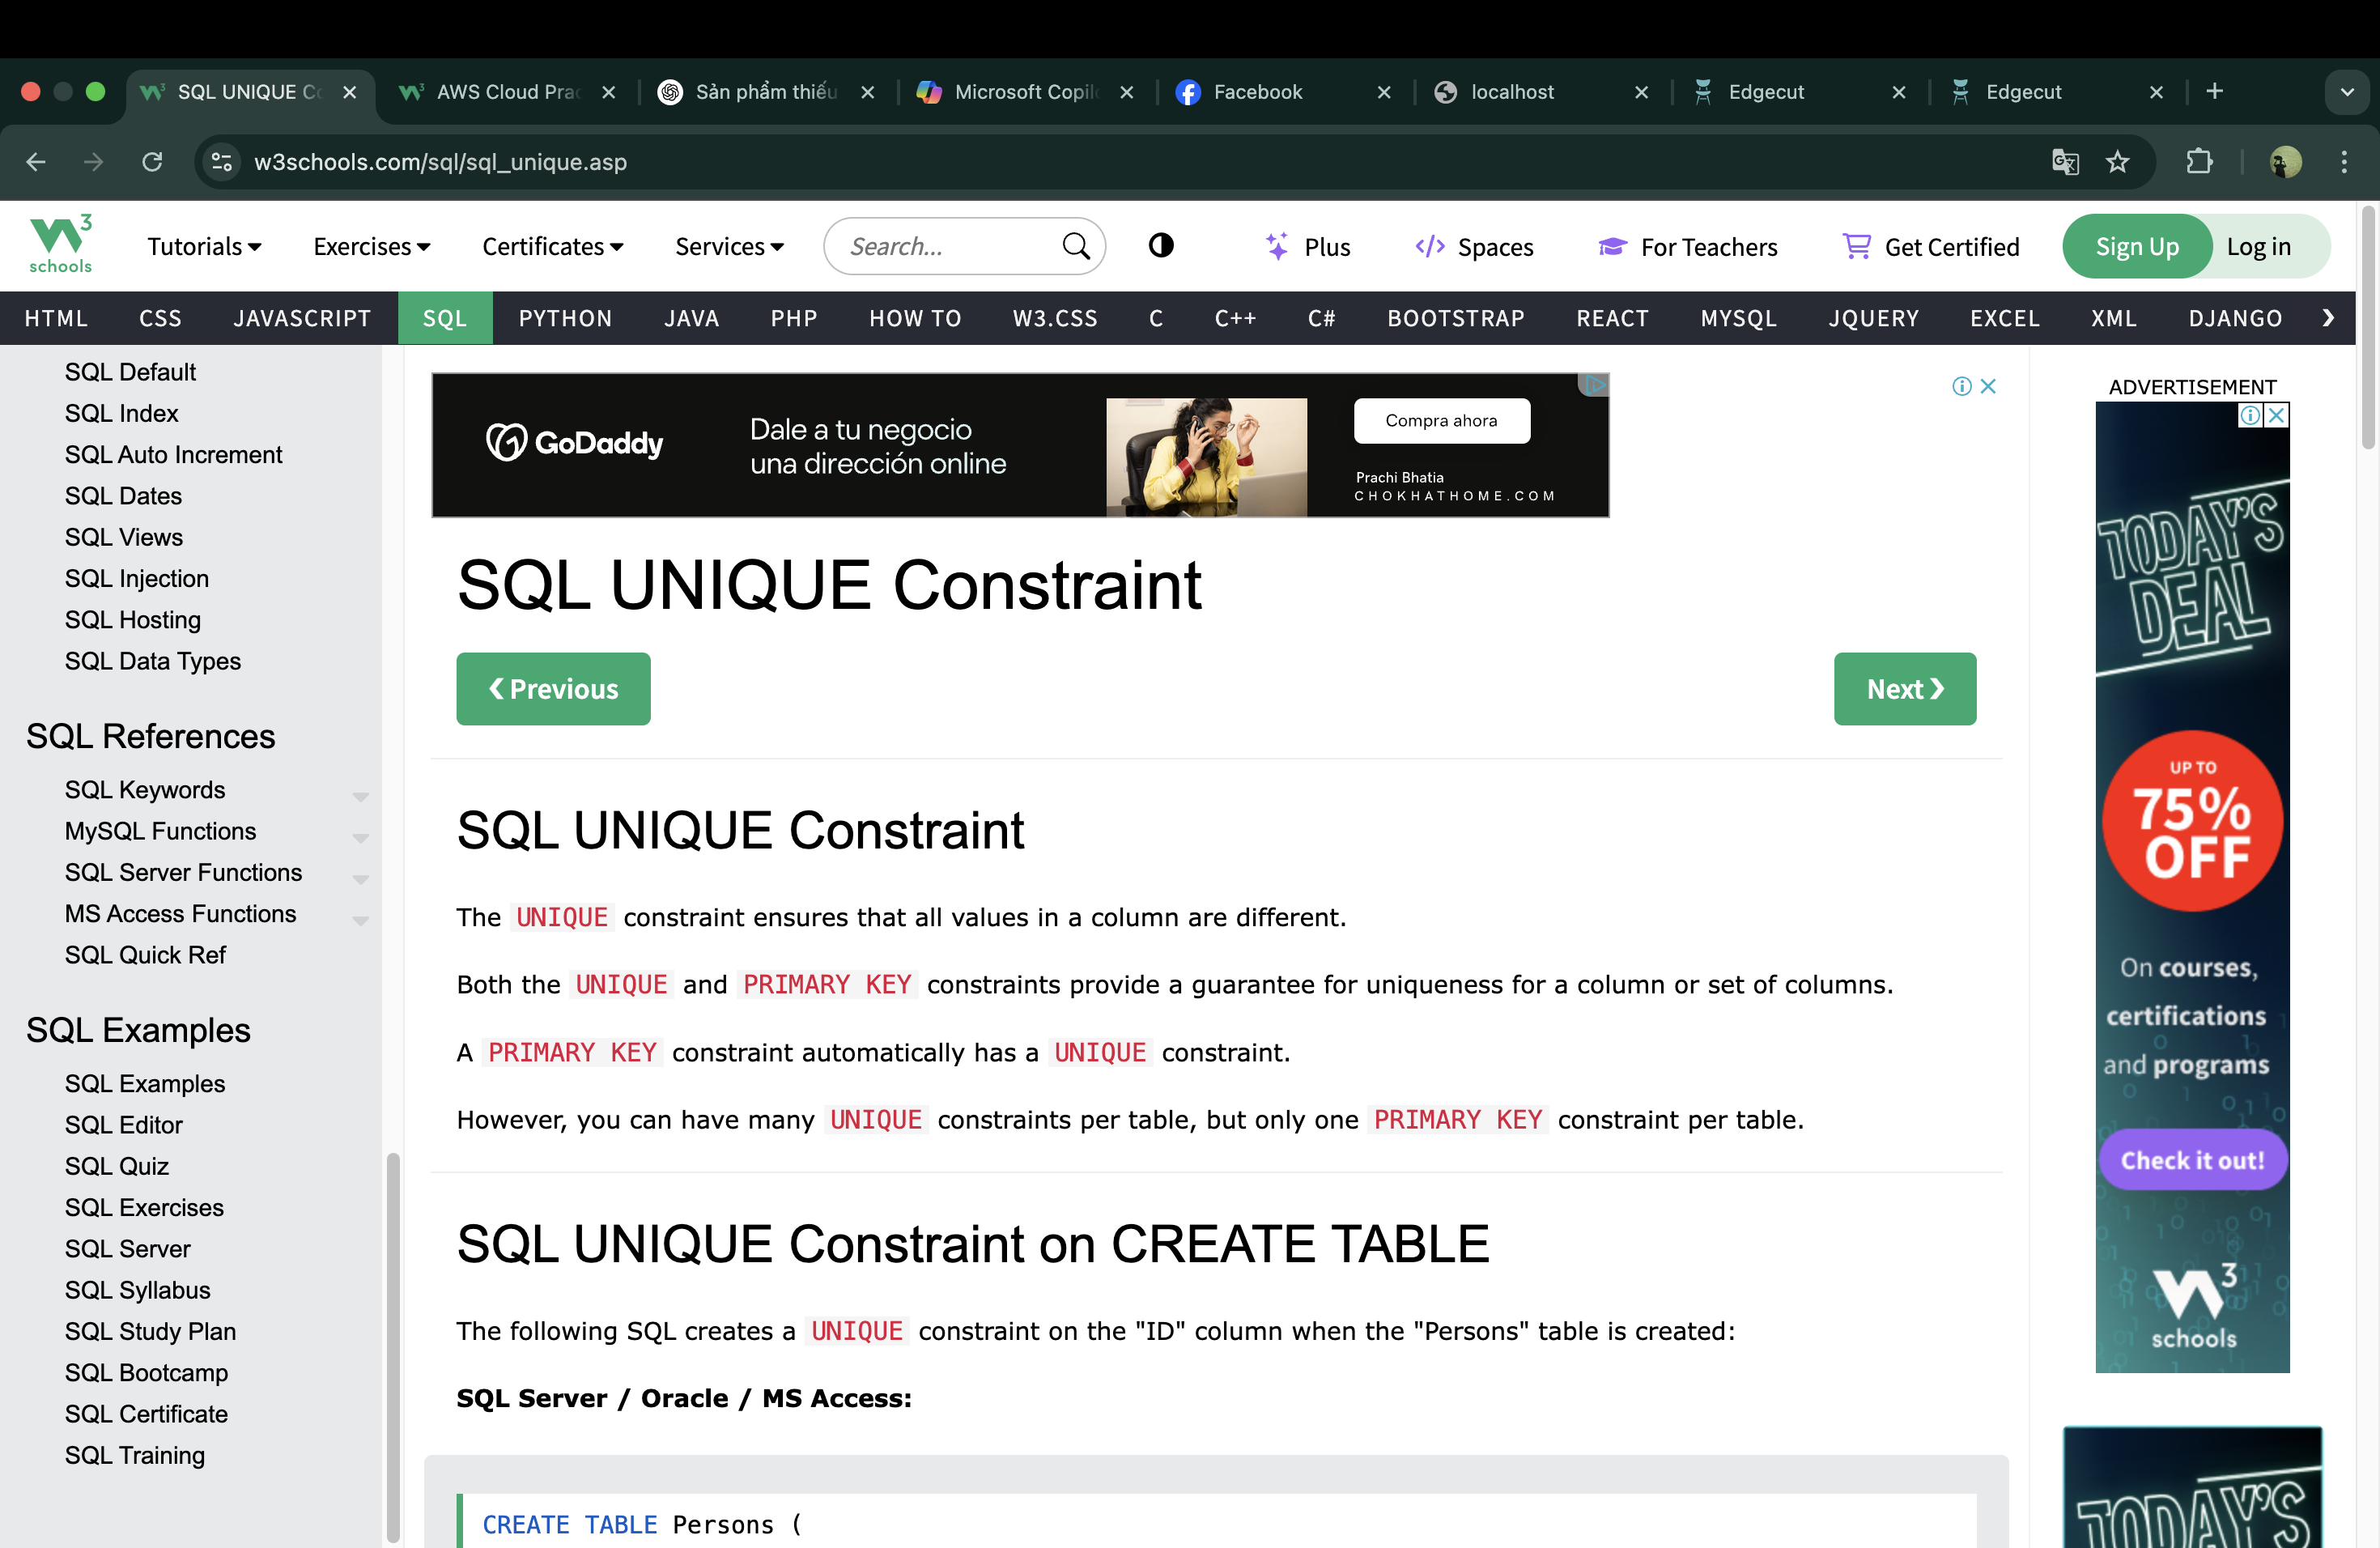 SQL UNIQUE Co
AWS Cloud Prac
Sản phẩm thiếu
Microsoft Copil
Facebook
localhost
Edgecut
Edgecut
w3schools.com/sql/sql_unique.asp
3
schools
Tutorials
Exercises
Certificates
Services
Search...
Plus
Spaces
For Teachers
Get Certified
Sign Up
Log in
HTML
CSS
JAVASCRIPT
SQL
PYTHON
JAVA
PHP
HOW TO
W3.CSS
C
C++
C#
BOOTSTRAP
REACT
MYSQL
JQUERY
EXCEL
XML
DJANGO
SQL Default
SQL Index
SQL Auto Increment
SQL Dates
SQL Views
SQL Injection
SQL Hosting
SQL Data Types
SQL References
SQL Keywords
MySQL Functions
SQL Server Functions
MS Access Functions
SQL Quick Ref
SQL Examples
SQL Examples
SQL Editor
SQL Quiz
SQL Exercises
SQL Server
SQL Syllabus
SQL Study Plan
SQL Bootcamp
SQL Certificate
SQL Training
GoDaddy
Dale a tu negocio
una dirección online
Compra ahora
Prachi Bhatia
CHOKHATHOME.COM
SQL UNIQUE Constraint
❮ Previous
Next ❯
SQL UNIQUE Constraint
The UNIQUE constraint ensures that all values in a column are different.
Both the UNIQUE and PRIMARY KEY constraints provide a guarantee for uniqueness for a column or set of columns.
A PRIMARY KEY constraint automatically has a UNIQUE constraint.
However, you can have many UNIQUE constraints per table, but only one PRIMARY KEY constraint per table.
SQL UNIQUE Constraint on CREATE TABLE
The following SQL creates a UNIQUE constraint on the "ID" column when the "Persons" table is created:
SQL Server / Oracle / MS Access:
CREATE TABLE Persons (
ADVERTISEMENT
TODAY'S
DEAL
UP TO
75%
OFF
On courses,
certifications
and programs
Check it out!
3
schools
TODAY'S